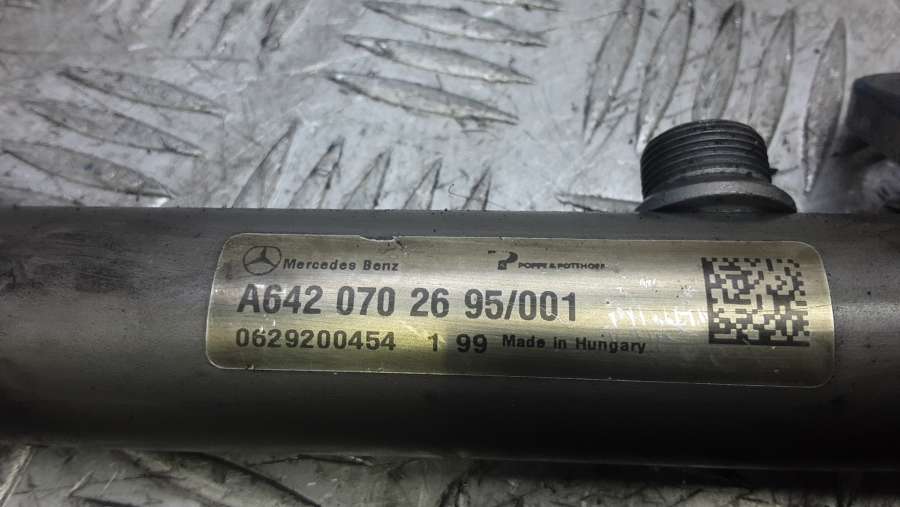 Mercedes Benz POPPE & POTTHOFF
A642 070 26 95/001
0629200454 1 99 Made in Hungary